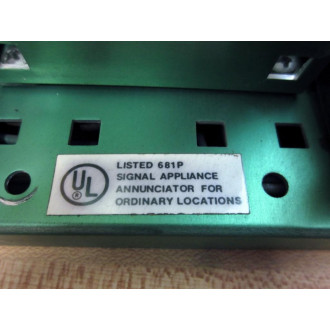 UL
LISTED 681P
SIGNAL APPLIANCE
ANNUNCIATOR FOR
ORDINARY LOCATIONS